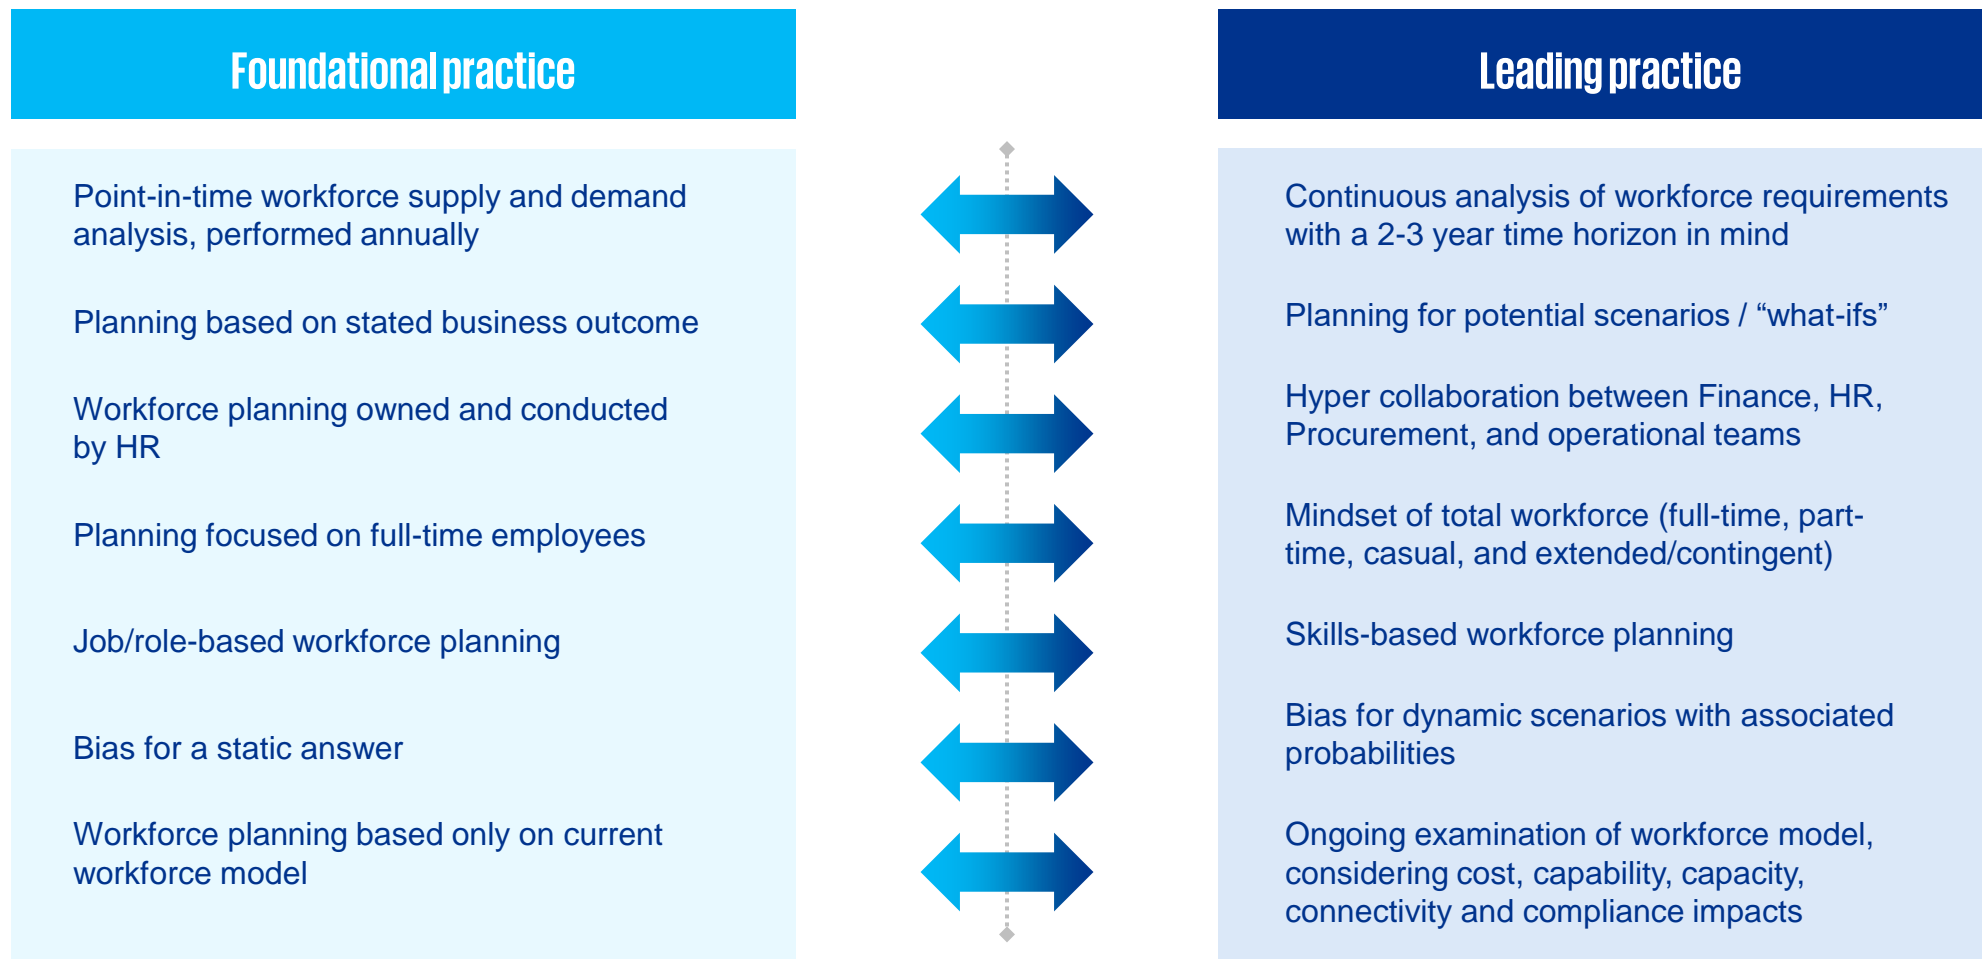 Foundational practice
Point-in-time workforce supply and demand
analysis, performed annually
Planning based on stated business outcome
Workforce planning owned and conducted
by HR
Planning focused on full-time employees
Job/role-based workforce planning
Bias for a static answer
Workforce planning based only on current
workforce model
Leading practice
Continuous analysis of workforce requirements
with a 2-3 year time horizon in mind
Planning for potential scenarios / “what-ifs”
Hyper collaboration between Finance, HR,
Procurement, and operational teams
Mindset of total workforce (full-time, part-
time, casual, and extended/contingent)
Skills-based workforce planning
Bias for dynamic scenarios with associated
probabilities
Ongoing examination of workforce model,
considering cost, capability, capacity,
connectivity and compliance impacts